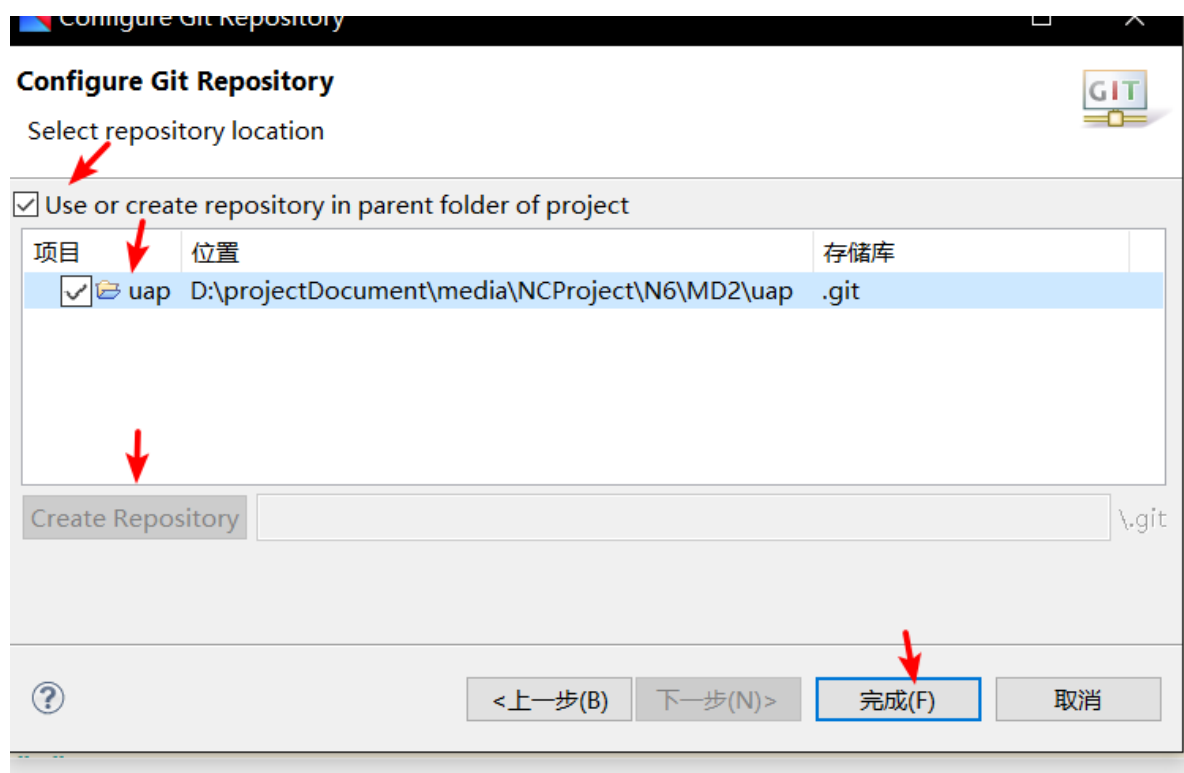 Configure Git Repository
Configure Git Repository
GIT
Select repository location
Use or create repository in parent folder of project
项目 位置 存储库
uap D:\projectDocument\media\NCProject\N6\MD2\uap .git
Create Repository \.git
? <上一步(B) 下一步(N)> 完成(F) 取消